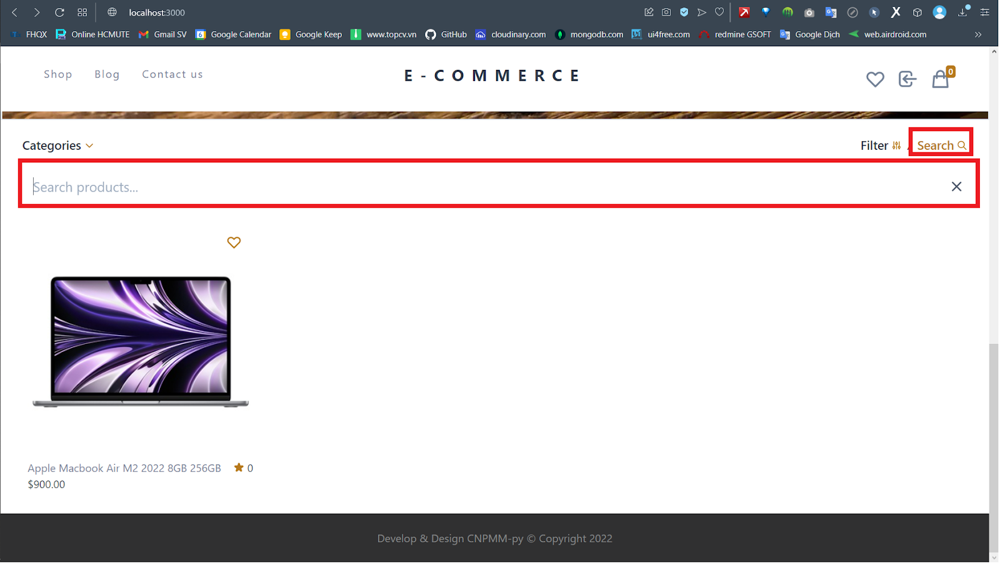 localhost:3000
FHQX Online HCMUTE Gmail SV 6 Google Calendar Google Keep www.topcv.vn GitHub cloudinary.com mongodb.com ui4free.com redmine GSOFT Google Dịch web.airdroid.com
Shop Blog Contact us E-COMMERCE 0
Categories Filter Search
Search products...
Apple Macbook Air M2 2022 8GB 256GB 0
$900.00
Develop & Design CNPMM-py © Copyright 2022